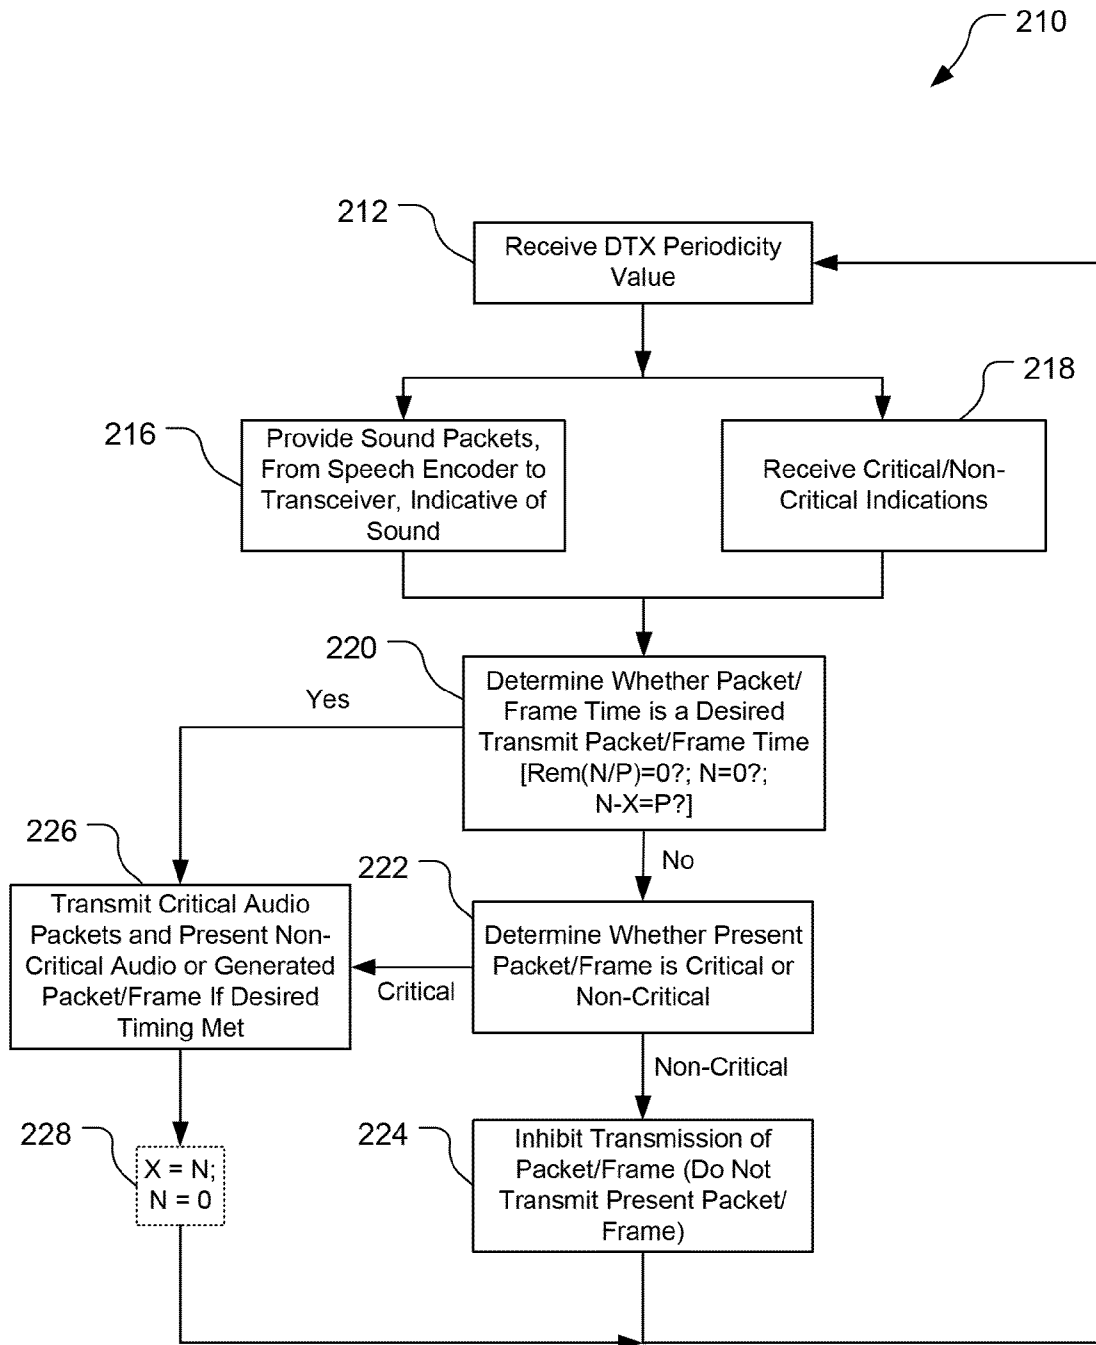 210
212
Receive DTX Periodicity
Value
216
Provide Sound Packets,
From Speech Encoder to
Transceiver, Indicative of
Sound
218
Receive Critical/Non-
Critical Indications
220
Determine Whether Packet/
Frame Time is a Desired
Transmit Packet/Frame Time
[Rem(N/P)=0?; N=0?;
N-X=P?]
Yes
No
226
Transmit Critical Audio
Packets and Present Non-
Critical Audio or Generated
Packet/Frame If Desired
Timing Met
222
Determine Whether Present
Packet/Frame is Critical or
Non-Critical
Critical
Non-Critical
228
X = N;
N = 0
224
Inhibit Transmission of
Packet/Frame (Do Not
Transmit Present Packet/
Frame)